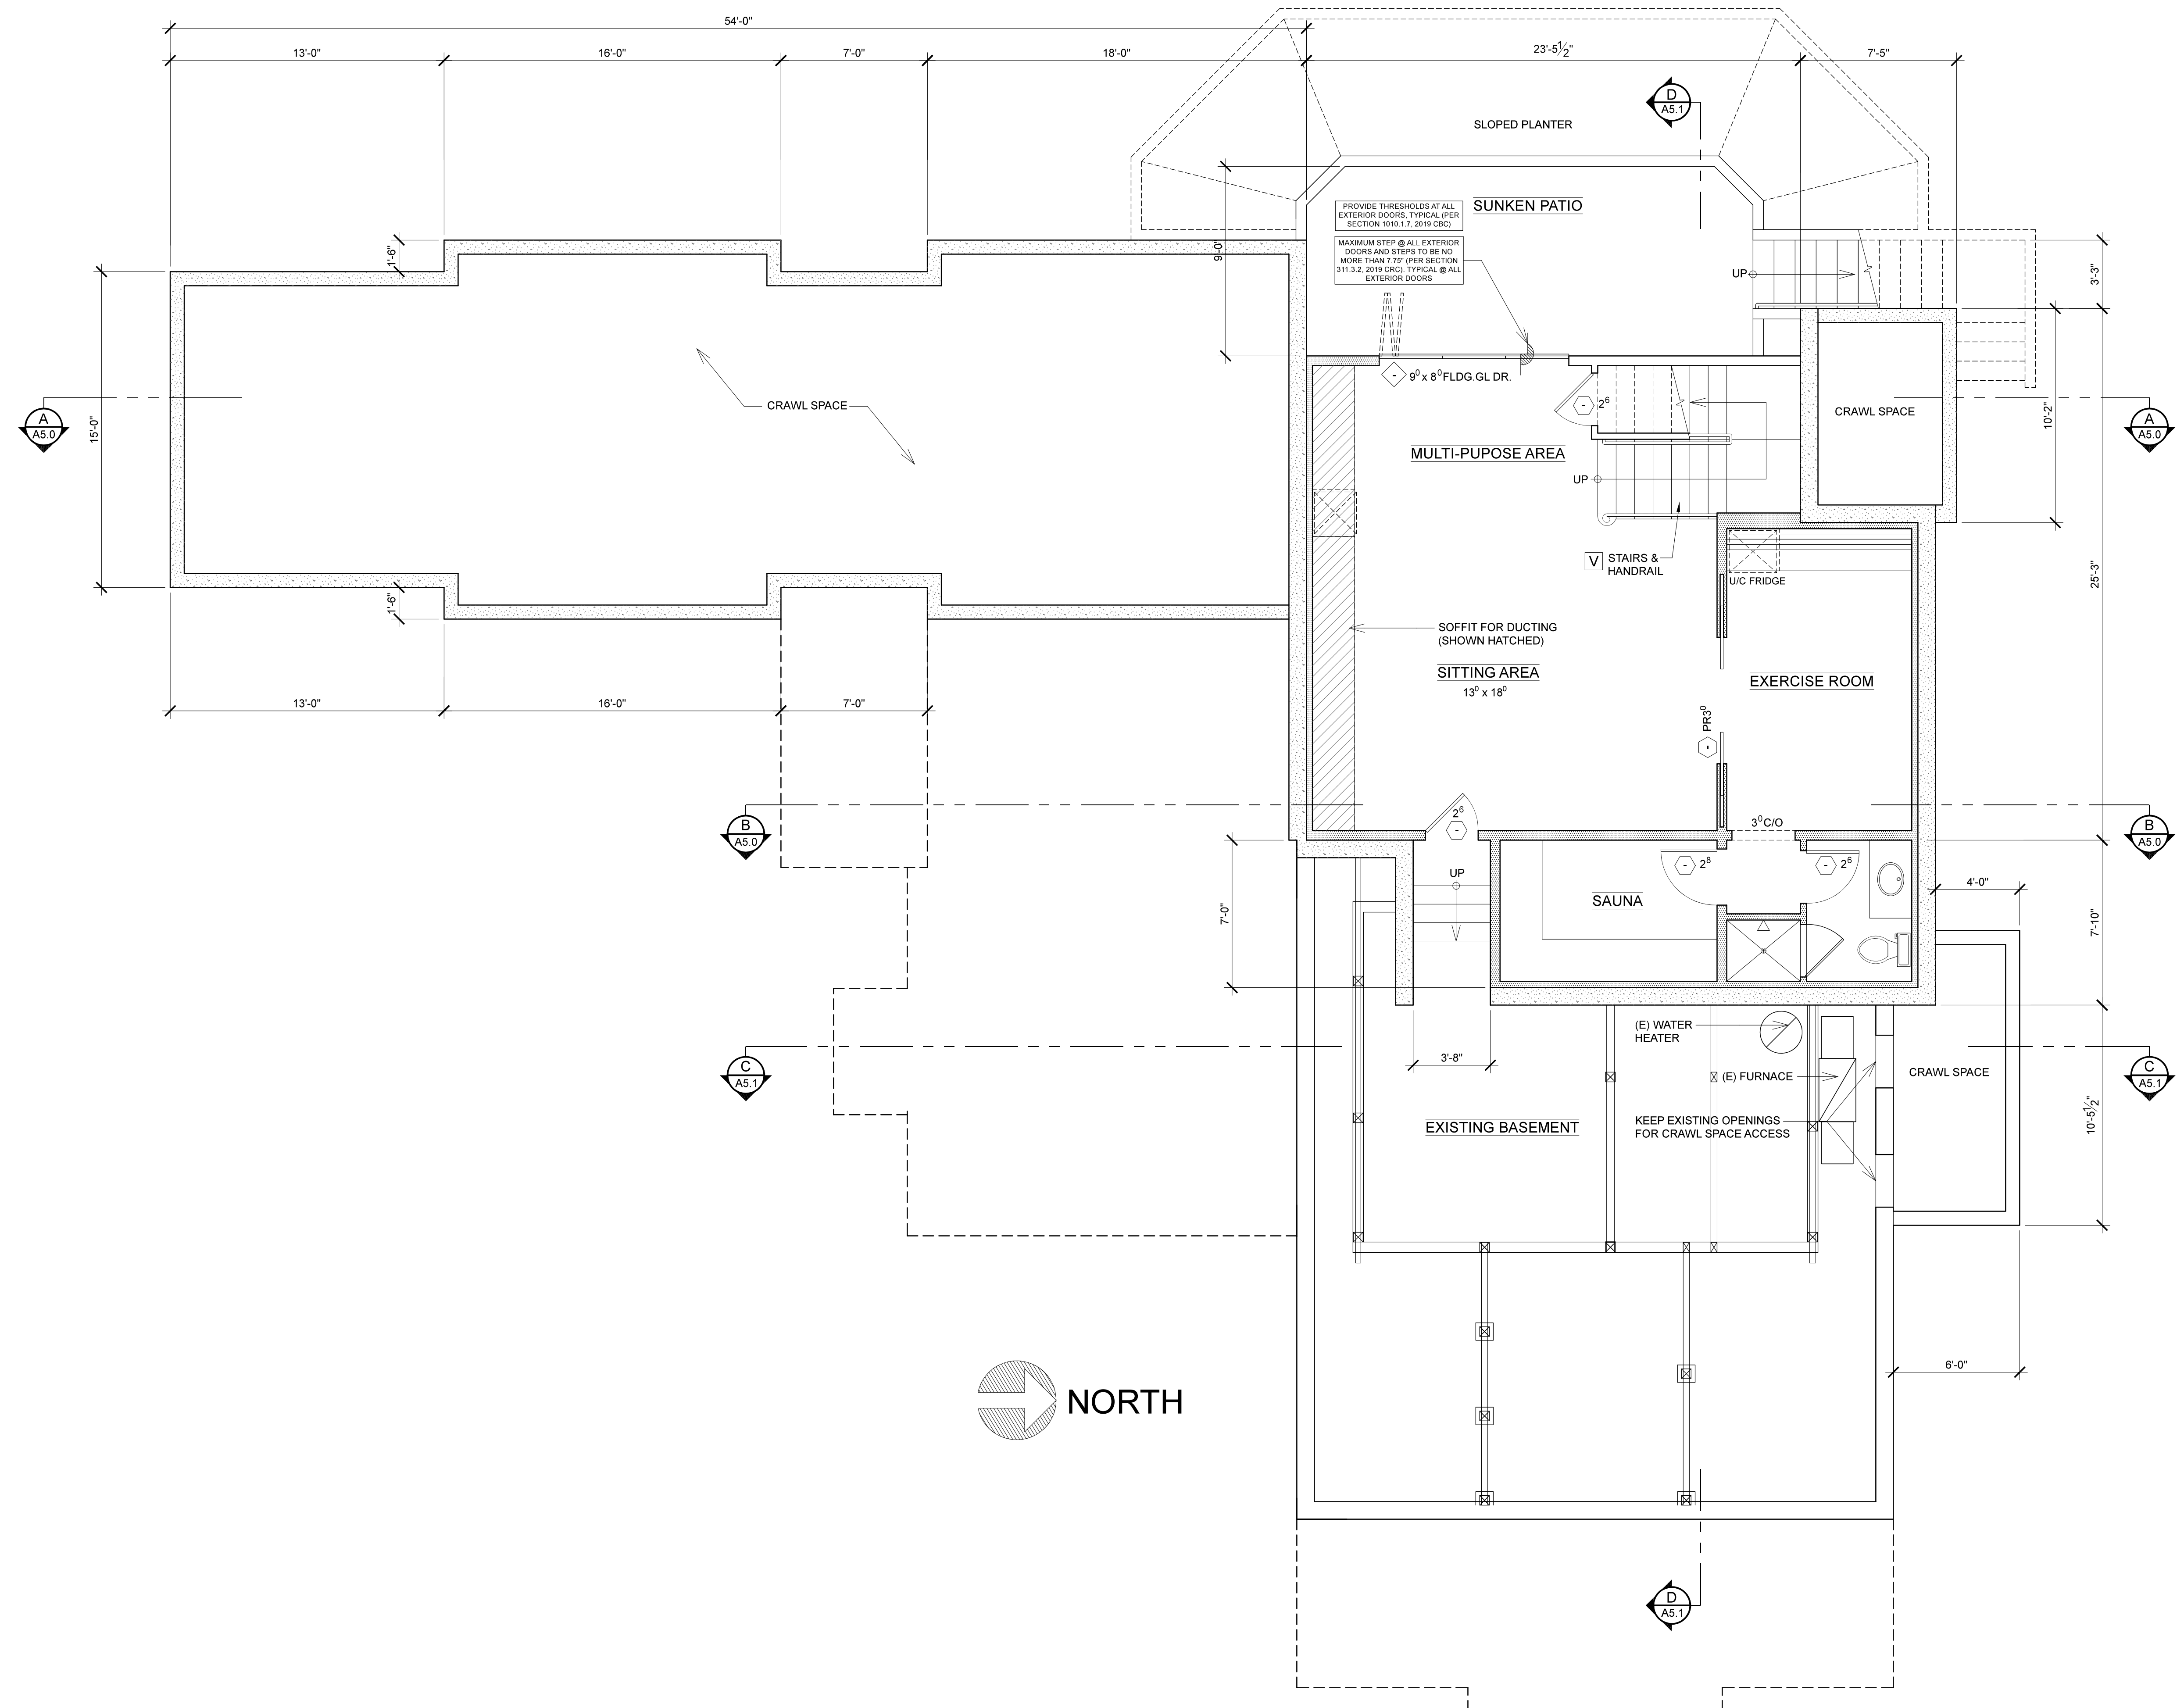 54'-0"
13'-0"
16'-0"
7'-0"
18'-0"
23'-5 1/2"
7'-5"
D
A5.1
SLOPED PLANTER
PROVIDE THRESHOLDS AT ALL
EXTERIOR DOORS, TYPICAL (PER
SECTION 1010.1.7, 2019 CBC)
SUNKEN PATIO
MAXIMUM STEP @ ALL EXTERIOR
DOORS AND STEPS TO BE NO
MORE THAN 7.75" (PER SECTION
311.3.2, 2019 CRC). TYPICAL @ ALL
EXTERIOR DOORS
1'-6"
9'-0"
UP
3'-3"
9⁰ x 8⁰ FLDG.GL DR.
-
- 2⁶
CRAWL SPACE
CRAWL SPACE
10'-2"
A
A5.0
15'-0"
A
A5.0
MULTI-PUPOSE AREA
UP
V
STAIRS &
HANDRAIL
U/C FRIDGE
25'-3"
1'-6"
SOFFIT FOR DUCTING
(SHOWN HATCHED)
SITTING AREA
13⁰ x 18⁰
EXERCISE ROOM
13'-0"
16'-0"
7'-0"
PR3⁰
-
B
A5.0
2⁶
-
3⁰ C/O
B
A5.0
UP
- 2⁸
- 2⁶
SAUNA
4'-0"
7'-0"
7'-10"
(E) WATER
HEATER
C
A5.1
3'-8"
(E) FURNACE
CRAWL SPACE
C
A5.1
EXISTING BASEMENT
KEEP EXISTING OPENINGS
FOR CRAWL SPACE ACCESS
10'-5 1/2"
6'-0"
NORTH
D
A5.1